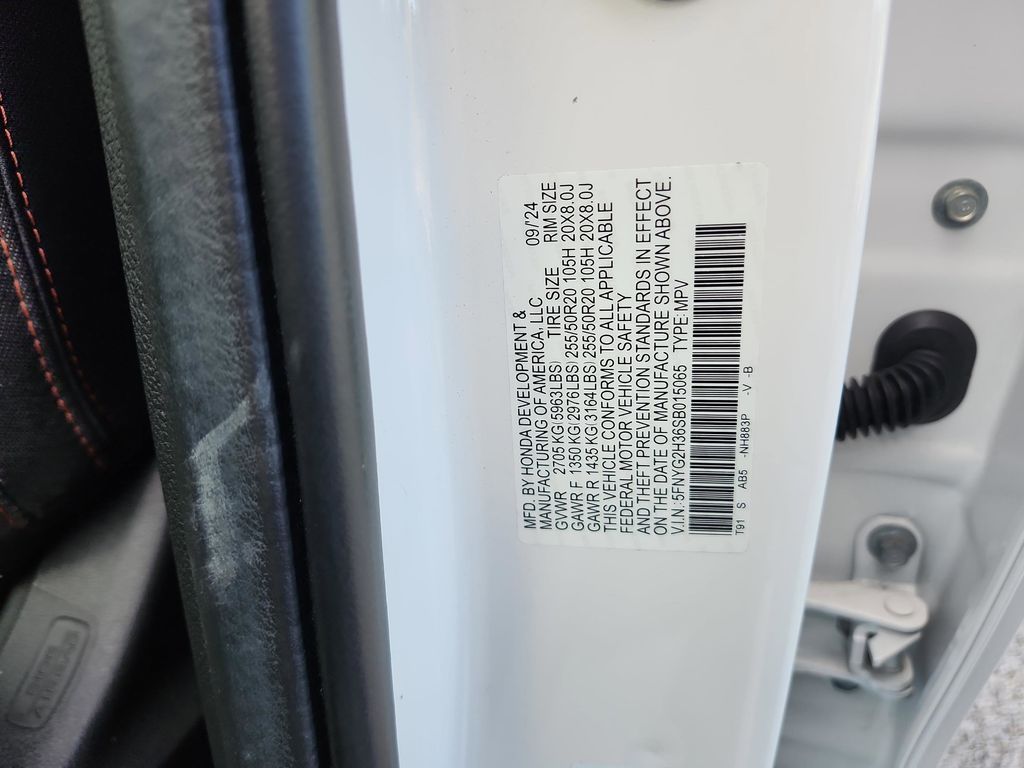 MFD. BY HONDA DEVELOPMENT &
MANUFACTURING OF AMERICA, LLC 09/'24
GVWR 2705 KG(5963LBS) TIRE SIZE RIM SIZE
GAWR F 1350 KG(2976LBS) 255/50R20 105H 20X8.0J
GAWR R 1435 KG(3164LBS) 255/50R20 105H 20X8.0J
THIS VEHICLE CONFORMS TO ALL APPLICABLE
FEDERAL MOTOR VEHICLE SAFETY
AND THEFT PREVENTION STANDARDS IN EFFECT
ON THE DATE OF MANUFACTURE SHOWN ABOVE.
V.I.N: 5FNYG2H36SB015065 TYPE: MPV
T91 S AB5 -NH883P -V -B